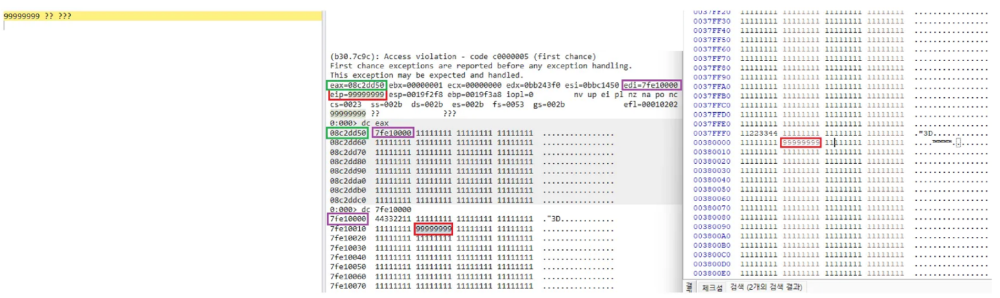 99999999 ?? ???
(b30.7c9c): Access violation - code c0000005 (first chance)
First chance exceptions are reported before any exception handling.
This exception may be expected and handled.
eax=08c2dd50 ebx=00000001 ecx=00000000 edx=0bb243f0 esi=0bbc1450 edi=7fe10000
eip=99999999 esp=0019f2f8 ebp=0019f3a8 iopl=0 nv up ei pl nz na po nc
cs=0023 ss=002b ds=002b es=002b fs=0053 gs=002b efl=00010202
99999999 ?? ???
0:000> dc eax
08c2dd50 7fe10000 11111111 11111111 11111111 ................
08c2dd60 11111111 11111111 11111111 11111111 ................
08c2dd70 11111111 11111111 11111111 11111111 ................
08c2dd80 11111111 11111111 11111111 11111111 ................
08c2dd90 11111111 11111111 11111111 11111111 ................
08c2dda0 11111111 11111111 11111111 11111111 ................
08c2ddb0 11111111 11111111 11111111 11111111 ................
08c2ddc0 11111111 11111111 11111111 11111111 ................
0:000> dc 7fe10000
7fe10000 44332211 11111111 11111111 11111111 ."3D............
7fe10010 11111111 99999999 11111111 11111111 ................
7fe10020 11111111 11111111 11111111 11111111 ................
7fe10030 11111111 11111111 11111111 11111111 ................
7fe10040 11111111 11111111 11111111 11111111 ................
7fe10050 11111111 11111111 11111111 11111111 ................
7fe10060 11111111 11111111 11111111 11111111 ................
7fe10070 11111111 11111111 11111111 11111111 ................
0037FF20 11111111 11111111 11111111 11111111 ................
0037FF30 11111111 11111111 11111111 11111111 ................
0037FF40 11111111 11111111 11111111 11111111 ................
0037FF50 11111111 11111111 11111111 11111111 ................
0037FF60 11111111 11111111 11111111 11111111 ................
0037FF70 11111111 11111111 11111111 11111111 ................
0037FF80 11111111 11111111 11111111 11111111 ................
0037FF90 11111111 11111111 11111111 11111111 ................
0037FFA0 11111111 11111111 11111111 11111111 ................
0037FFB0 11111111 11111111 11111111 11111111 ................
0037FFC0 11111111 11111111 11111111 11111111 ................
0037FFD0 11111111 11111111 11111111 11111111 ................
0037FFE0 11111111 11111111 11111111 11111111 ................
0037FFF0 11223344 11111111 11111111 11111111 ."3D............
00380000 11111111 99999999 11111111 11111111 ....™™™™........
00380010 11111111 11111111 11111111 11111111 ................
00380020 11111111 11111111 11111111 11111111 ................
00380030 11111111 11111111 11111111 11111111 ................
00380040 11111111 11111111 11111111 11111111 ................
00380050 11111111 11111111 11111111 11111111 ................
00380060 11111111 11111111 11111111 11111111 ................
00380070 11111111 11111111 11111111 11111111 ................
00380080 11111111 11111111 11111111 11111111 ................
00380090 11111111 11111111 11111111 11111111 ................
003800A0 11111111 11111111 11111111 11111111 ................
003800B0 11111111 11111111 11111111 11111111 ................
003800C0 11111111 11111111 11111111 11111111 ................
003800D0 11111111 11111111 11111111 11111111 ................
003800E0 11111111 11111111 11111111 11111111 ................
체크섬 검색 (2개의 검색 결과)